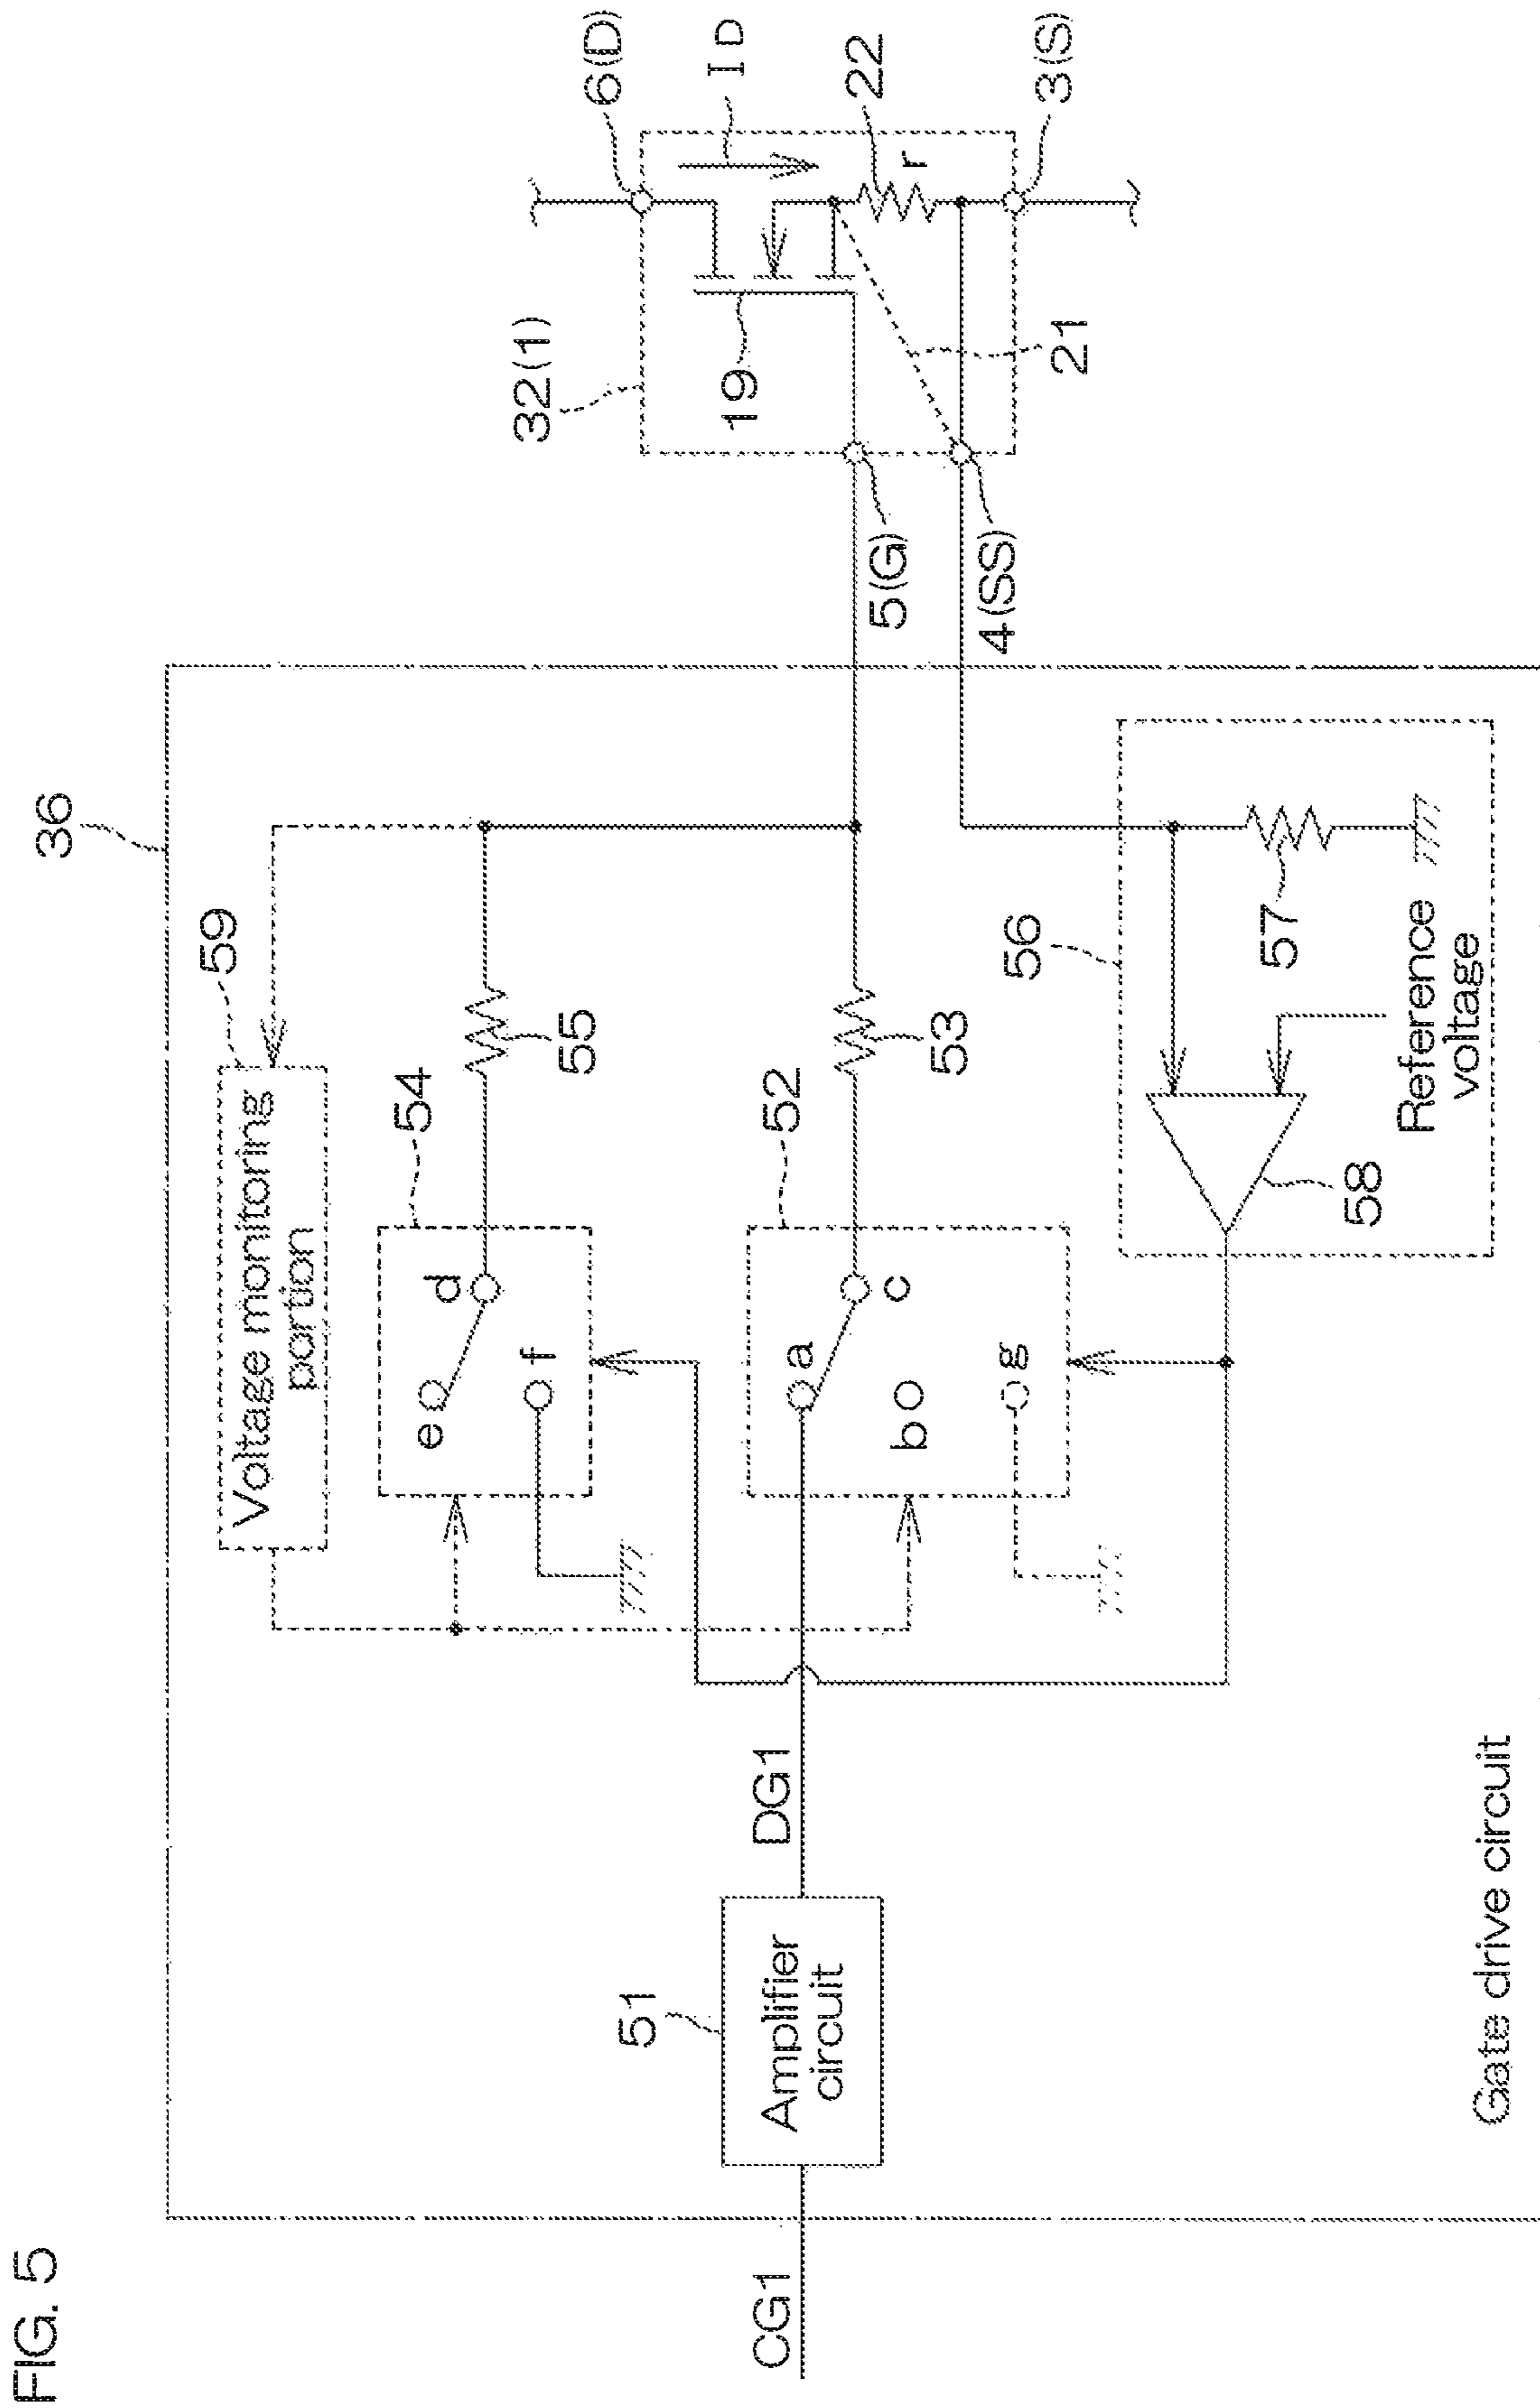 FIG. 5
36
59
Voltage monitoring
portion
54
e
d
f
55
52
a
b
c
g
53
CG1
51
Amplifier
circuit
DG1
56
57
58
Reference
voltage
Gate drive circuit
5(G)
4(SS)
32(1)
19
21
6(D)
ID
22
r
3(S)